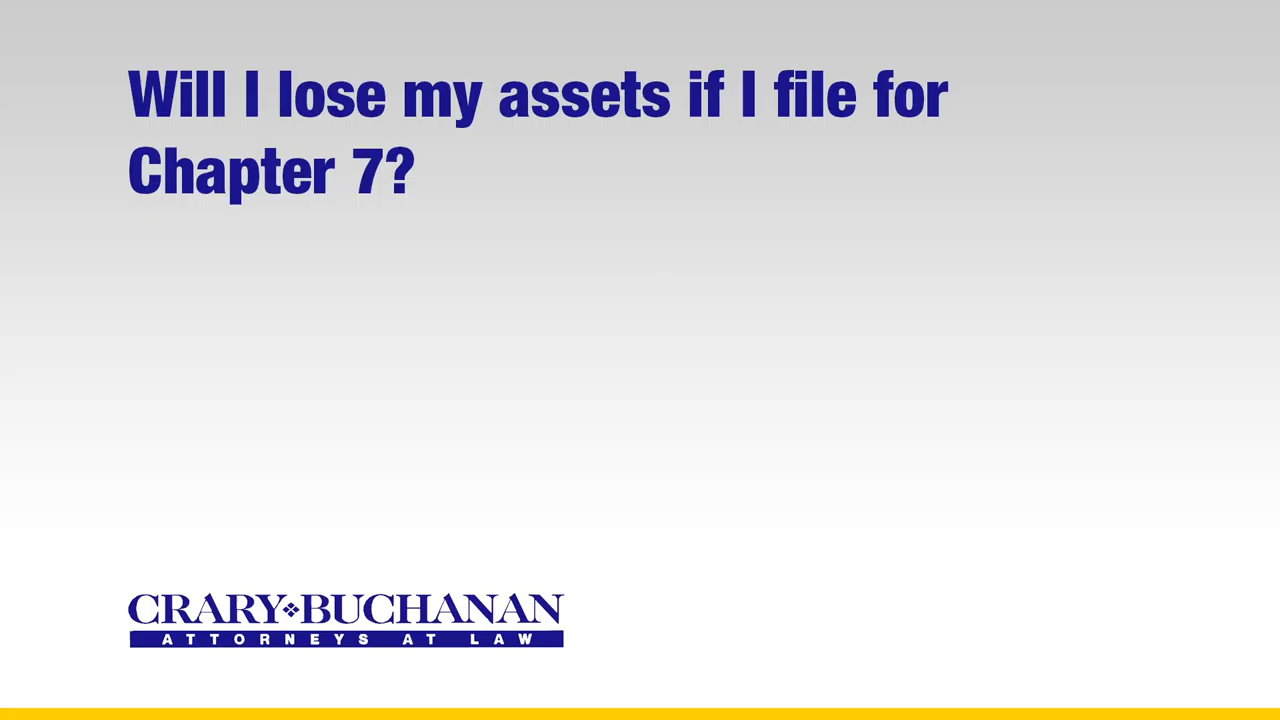 Will I lose my assets if I file for
Chapter 7?
CRARY❖BUCHANAN
ATTORNEYS AT LAW